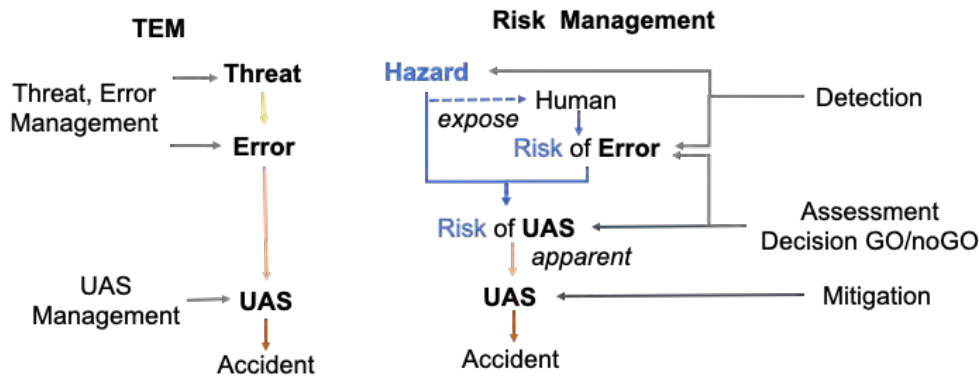 TEM
Threat, Error
Management
Threat
Error
UAS
Management
UAS
Accident
Risk Management
Hazard
expose
Human
Risk of Error
Risk of UAS
apparent
UAS
Accident
Detection
Assessment
Decision GO/noGO
Mitigation